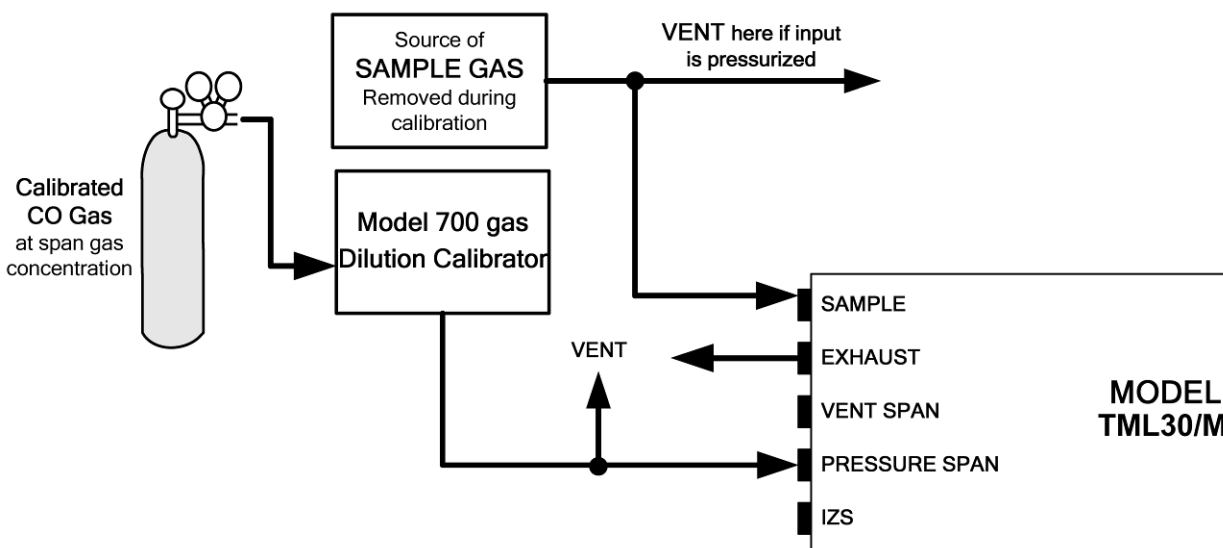 Source of
SAMPLE GAS
Removed during
calibration
VENT here if input
is pressurized
Calibrated
CO Gas
at span gas
concentration
Model 700 gas
Dilution Calibrator
VENT
SAMPLE
EXHAUST
VENT SPAN
PRESSURE SPAN
IZS
MODEL
TML30/M